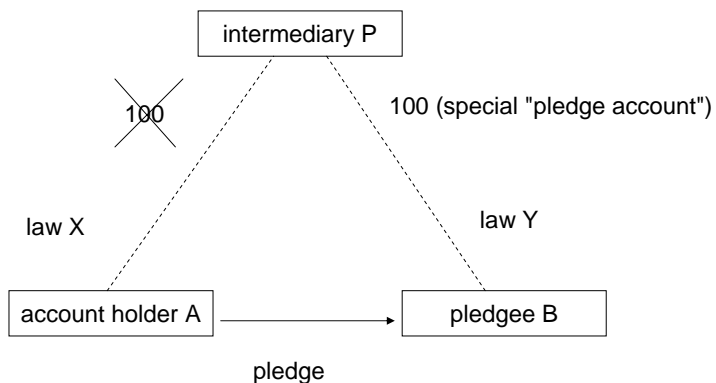 intermediary P
100
100 (special "pledge account")
law X
law Y
account holder A
pledgee B
pledge